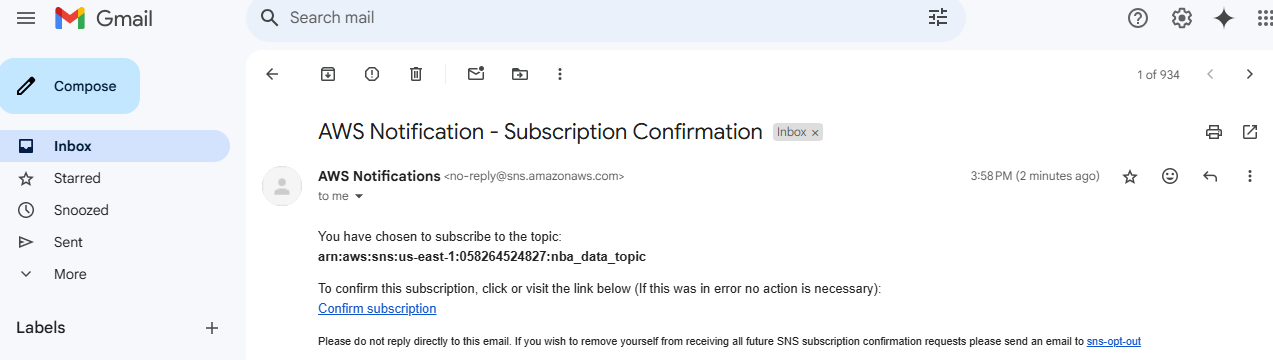 Gmail
Search mail
Compose
1 of 934
Inbox
Starred
Snoozed
Sent
More
Labels
AWS Notification - Subscription Confirmation Inbox ×
AWS Notifications <no-reply@sns.amazonaws.com> 3:58 PM (2 minutes ago)
to me
You have chosen to subscribe to the topic:
arn:aws:sns:us-east-1:058264524827:nba_data_topic
To confirm this subscription, click or visit the link below (If this was in error no action is necessary):
Confirm subscription
Please do not reply directly to this email. If you wish to remove yourself from receiving all future SNS subscription confirmation requests please send an email to sns-opt-out